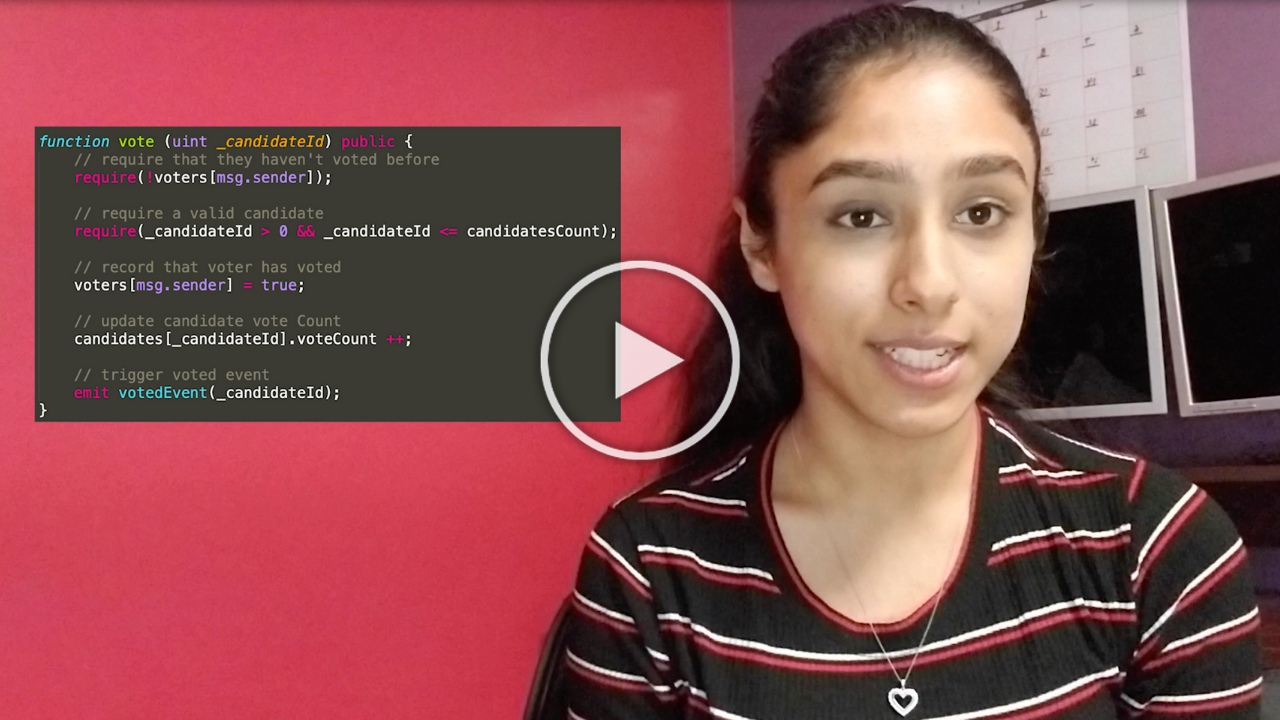 function vote (uint _candidateId) public {
// require that they haven't voted before
require(!voters[msg.sender]);
// require a valid candidate
require(_candidateId > 0 && _candidateId <= candidatesCount);
// record that voter has voted
voters[msg.sender] = true;
// update candidate vote Count
candidates[_candidateId].voteCount ++;
// trigger voted event
emit votedEvent(_candidateId);
}